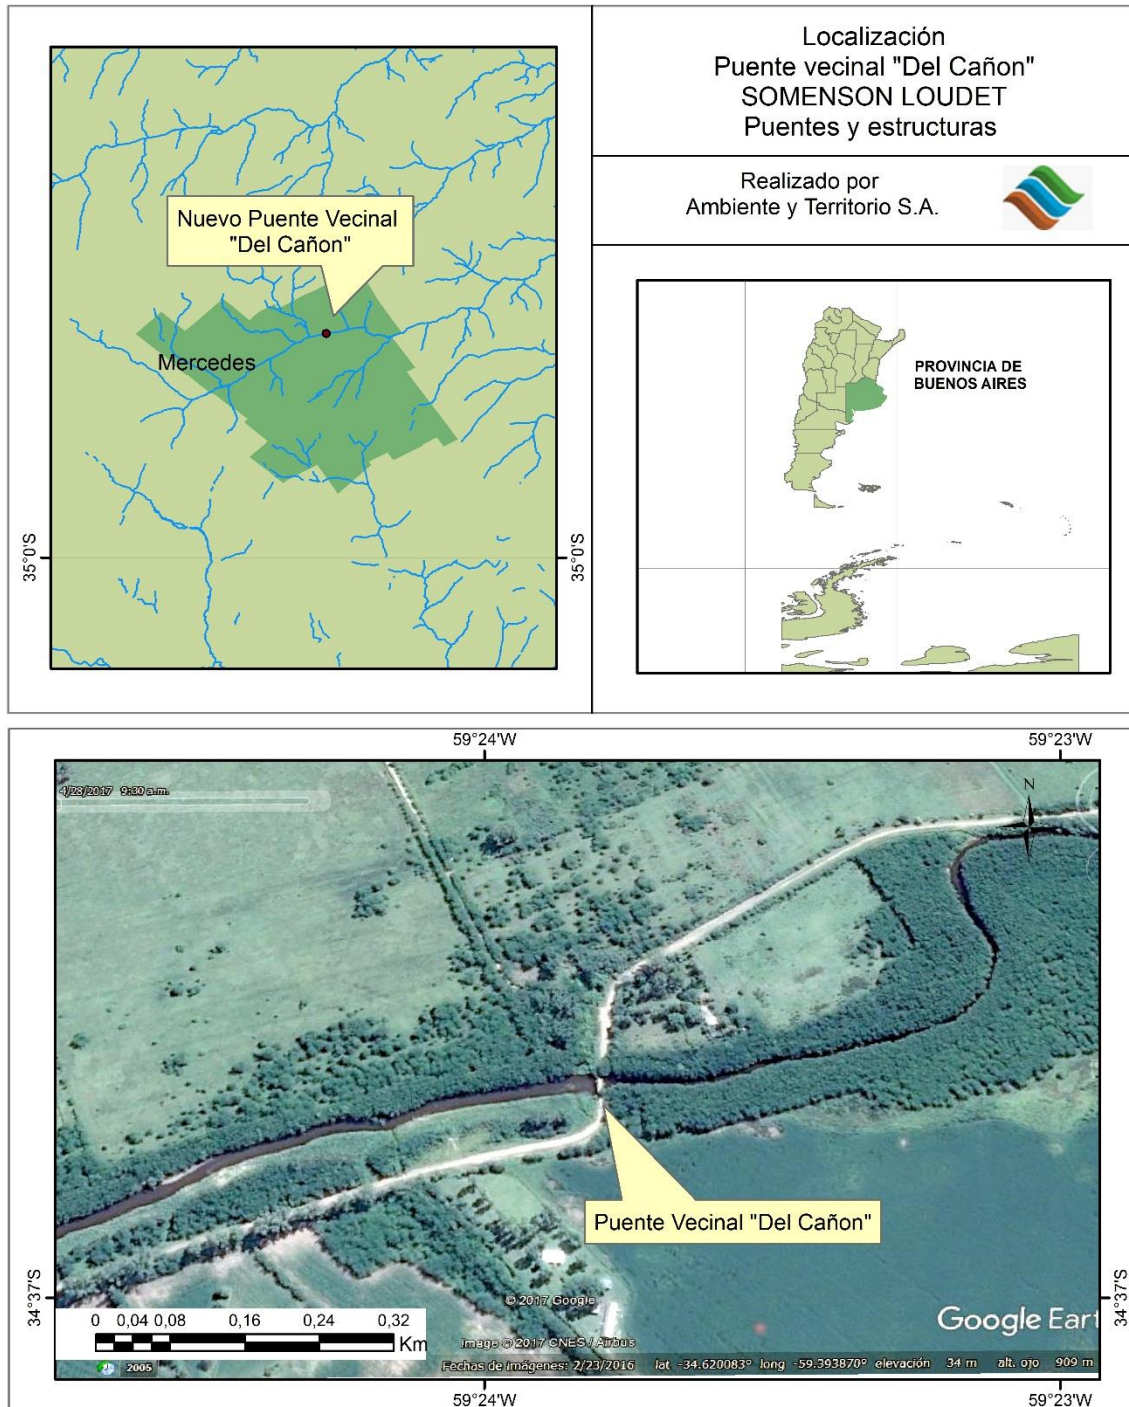 Localización
Puente vecinal "Del Cañon"
SOMENSON LOUDET
Puentes y estructuras
Realizado por
Ambiente y Territorio S.A.
Nuevo Puente Vecinal
"Del Cañon"
Mercedes
35°0'S
35°0'S
PROVINCIA DE
BUENOS AIRES
59°24'W
59°23'W
4/28/2017 9:30 a.m.
N
Puente Vecinal "Del Cañon"
34°37'S
34°37'S
0 0,04 0,08 0,16 0,24 0,32
Km
© 2017 Google
Image © 2017 CNES / Airbus
Google Eart
2005
Fechas de imágenes: 2/23/2016 lat -34.620083° long -59.393870° elevación 34 m alt. ojo 909 m
59°24'W
59°23'W